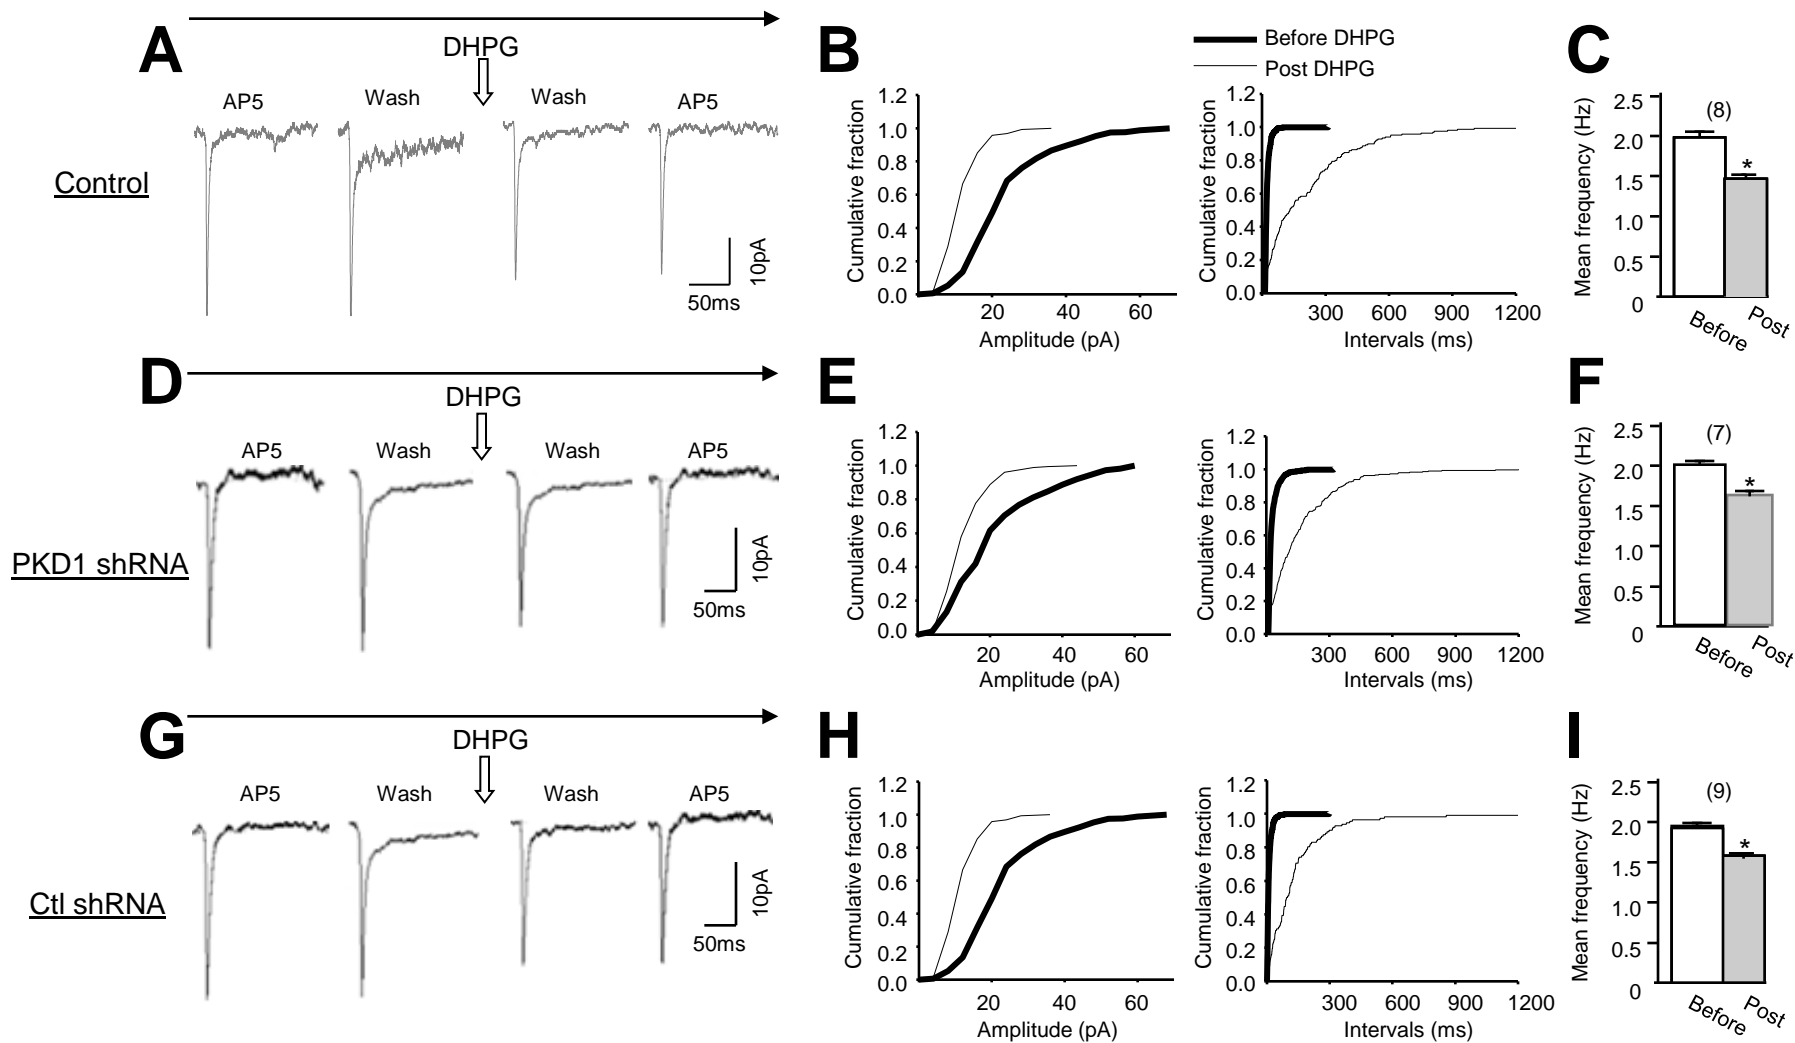 A
DHPG
AP5
Wash
Wash
AP5
Control
10pA
50ms
B
Before DHPG
Post DHPG
Cumulative fraction
1.2
1.0
0.8
0.6
0.4
0.2
0.0
20
40
60
Amplitude (pA)
Cumulative fraction
1.2
1.0
0.8
0.6
0.4
0.2
0.0
300
600
900
1200
Intervals (ms)
C
Mean frequency (Hz)
2.5
2.0
1.5
1.0
0.5
0
(8)
*
Before
Post
D
DHPG
AP5
Wash
Wash
AP5
PKD1 shRNA
10pA
50ms
E
Cumulative fraction
1.2
1.0
0.8
0.6
0.4
0.2
0.0
20
40
60
Amplitude (pA)
Cumulative fraction
1.2
1.0
0.8
0.6
0.4
0.2
0.0
300
600
900
1200
Intervals (ms)
F
Mean frequency (Hz)
2.5
2.0
1.5
1.0
0.5
0
(7)
*
Before
Post
G
DHPG
AP5
Wash
Wash
AP5
Ctl shRNA
10pA
50ms
H
Cumulative fraction
1.2
1.0
0.8
0.6
0.4
0.2
0.0
20
40
60
Amplitude (pA)
Cumulative fraction
1.2
1.0
0.8
0.6
0.4
0.2
0.0
300
600
900
1200
Intervals (ms)
I
Mean frequency (Hz)
2.5
2.0
1.5
1.0
0.5
0
(9)
*
Before
Post